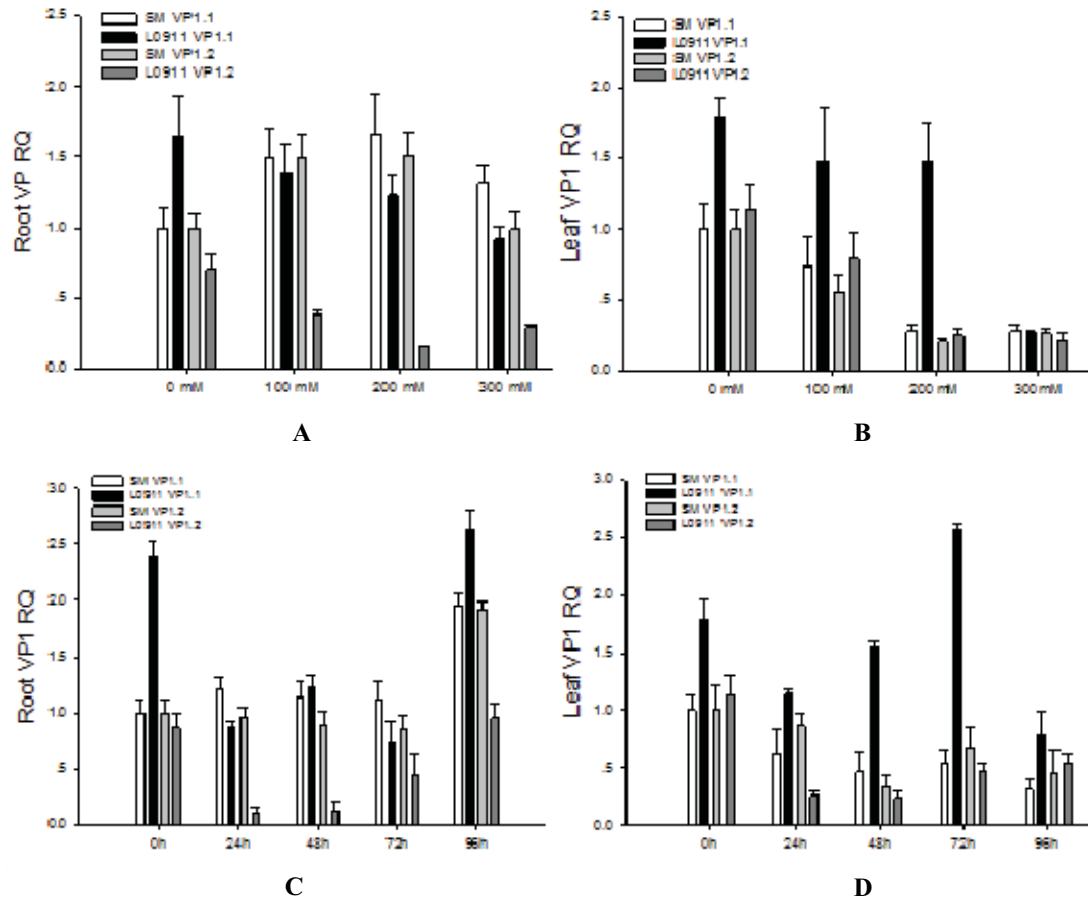 2.5
SM VP1.1
L0911 VP1.1
SM VP1.2
L0911 VP1.2
2.0
1.5
1.0
.5
0.0
Root VP RQ
0 mM
100 mM
200 mM
300 mM
A
2.5
SM VP1.1
L0911 VP1.1
SM VP1.2
L0911 VP1.2
2.0
1.5
1.0
.5
0.0
Leaf VP1 RQ
0 mM
100 mM
200 mM
300 mM
B
SM VP1.1
L0911 VP1.1
SM VP1.2
L0911 VP1.2
3.0
2.5
2.0
1.5
1.0
.5
0.0
Root VP1 RQ
0h
24h
48h
72h
96h
C
3.0
SM VP1.1
L0911 VP1.1
SM VP1.2
L0911 VP1.2
2.5
2.0
1.5
1.0
.5
0.0
Leaf VP1 RQ
0h
24h
48h
72h
96h
D